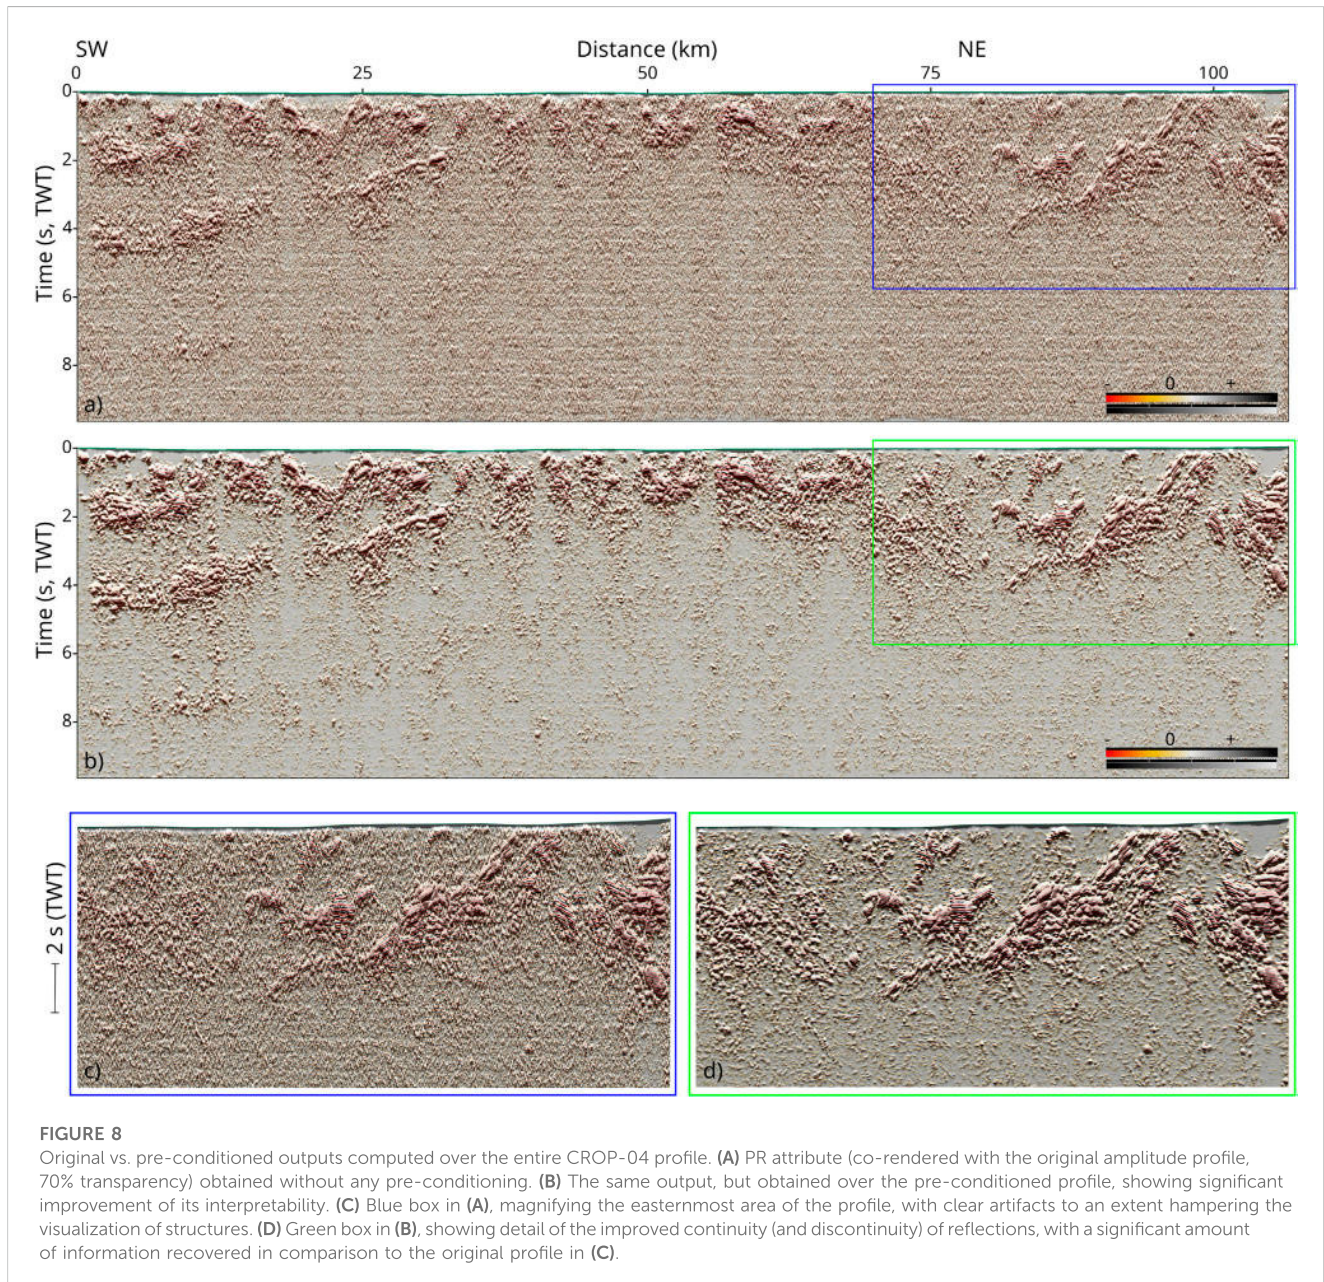 SW Distance (km) NE
0 25 50 75 100
0
2
4
6
8
Time (s, TWT)
- 0 +
a)
0
2
4
6
8
Time (s, TWT)
- 0 +
b)
2 s (TWT)
c) d)
FIGURE 8
Original vs. pre-conditioned outputs computed over the entire CROP-04 profile. (A) PR attribute (co-rendered with the original amplitude profile,
70% transparency) obtained without any pre-conditioning. (B) The same output, but obtained over the pre-conditioned profile, showing significant
improvement of its interpretability. (C) Blue box in (A), magnifying the easternmost area of the profile, with clear artifacts to an extent hampering the
visualization of structures. (D) Green box in (B), showing detail of the improved continuity (and discontinuity) of reflections, with a significant amount
of information recovered in comparison to the original profile in (C).